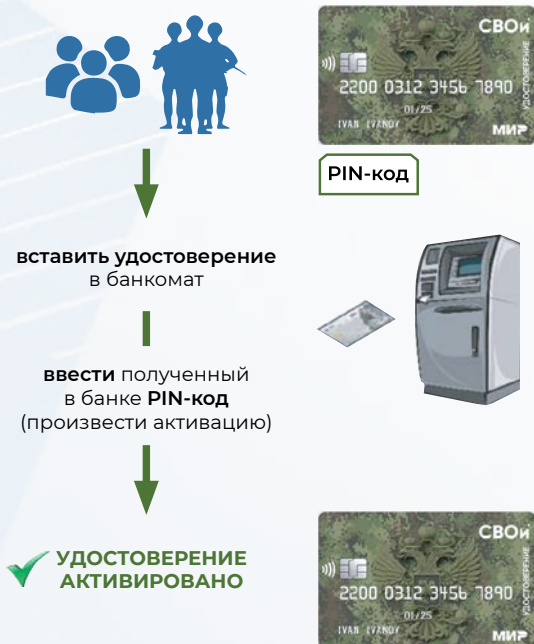 СВОи
УДОСТОВЕРЕНИЕ
2200 0312 3456 7890
01/25
IVAN IVANOV
МИР
PIN-код
вставить удостоверение
в банкомат
ввести полученный
в банке PIN-код
(произвести активацию)
УДОСТОВЕРЕНИЕ
АКТИВИРОВАНО
СВОи
УДОСТОВЕРЕНИЕ
2200 0312 3456 7890
01/25
IVAN IVANOV
МИР